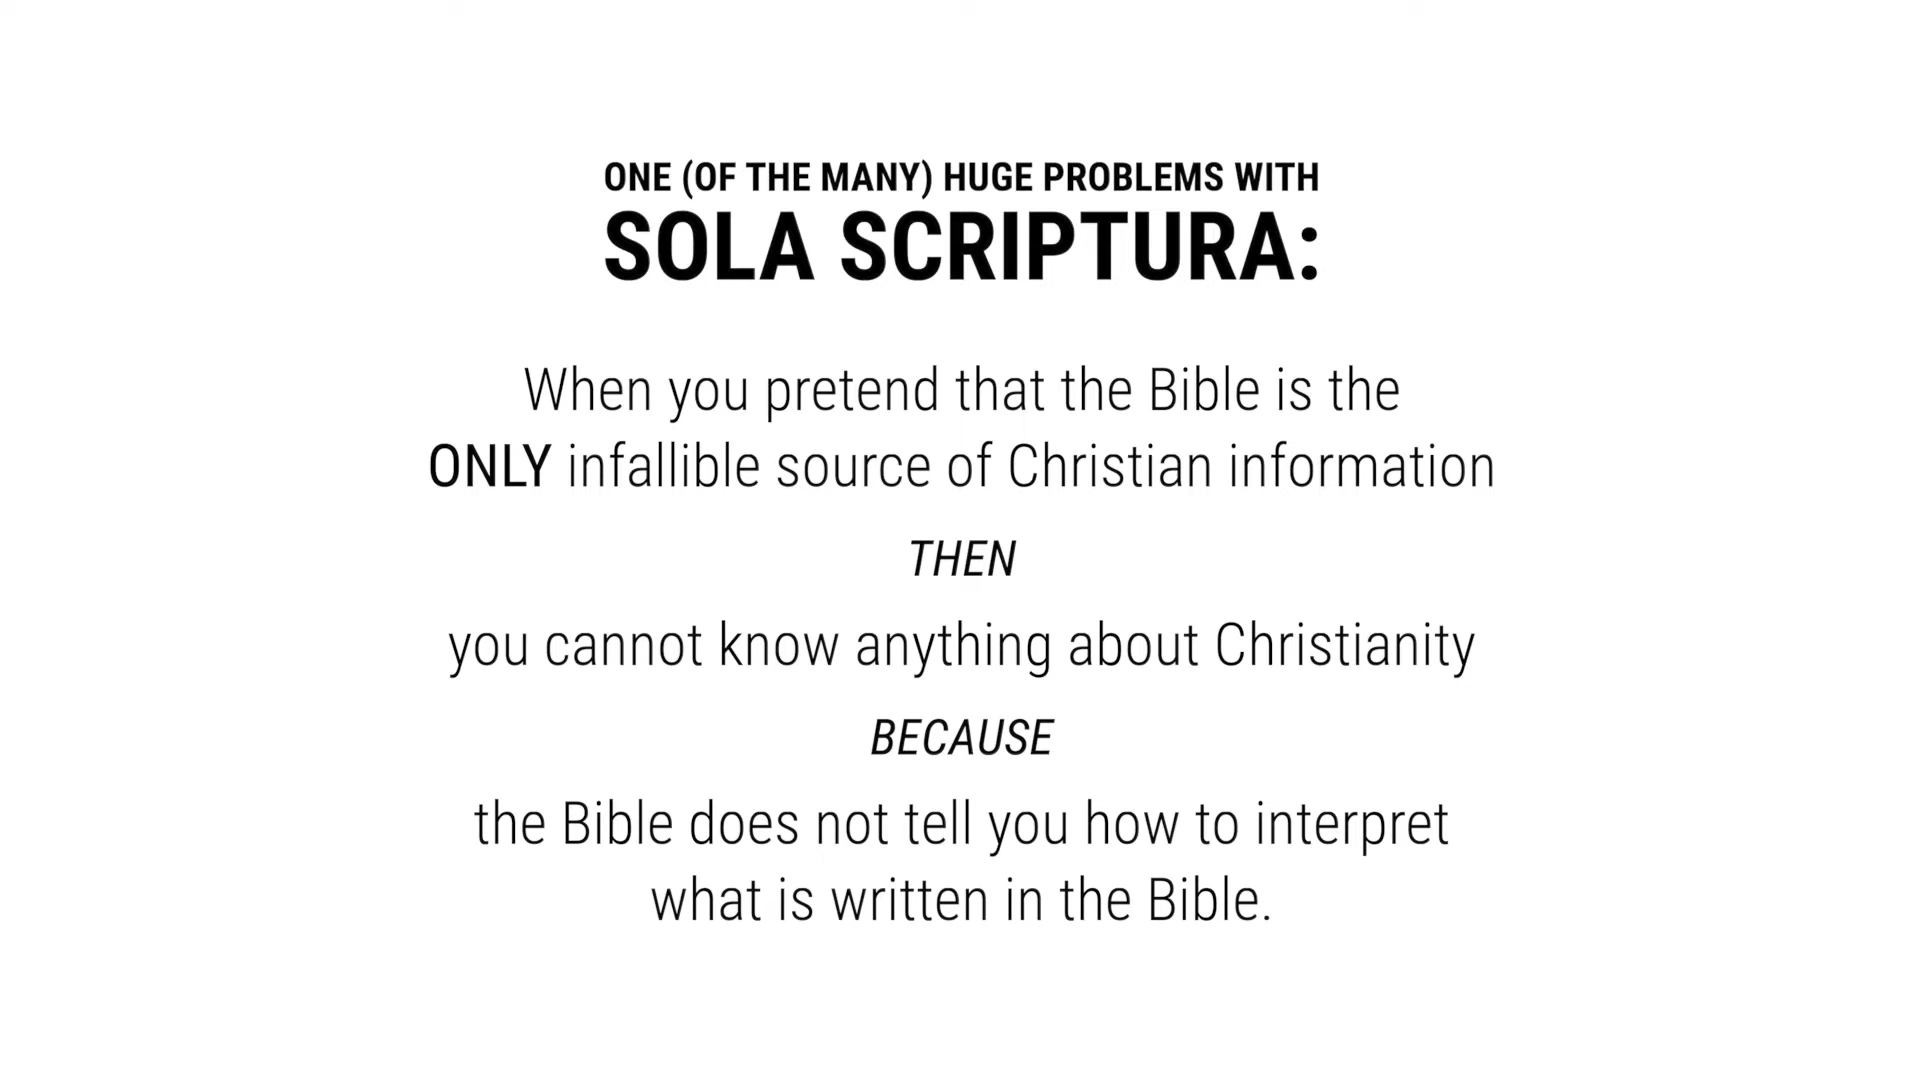 ONE (OF THE MANY) HUGE PROBLEMS WITH
SOLA SCRIPTURA:
When you pretend that the Bible is the
ONLY infallible source of Christian information
THEN
you cannot know anything about Christianity
BECAUSE
the Bible does not tell you how to interpret
what is written in the Bible.